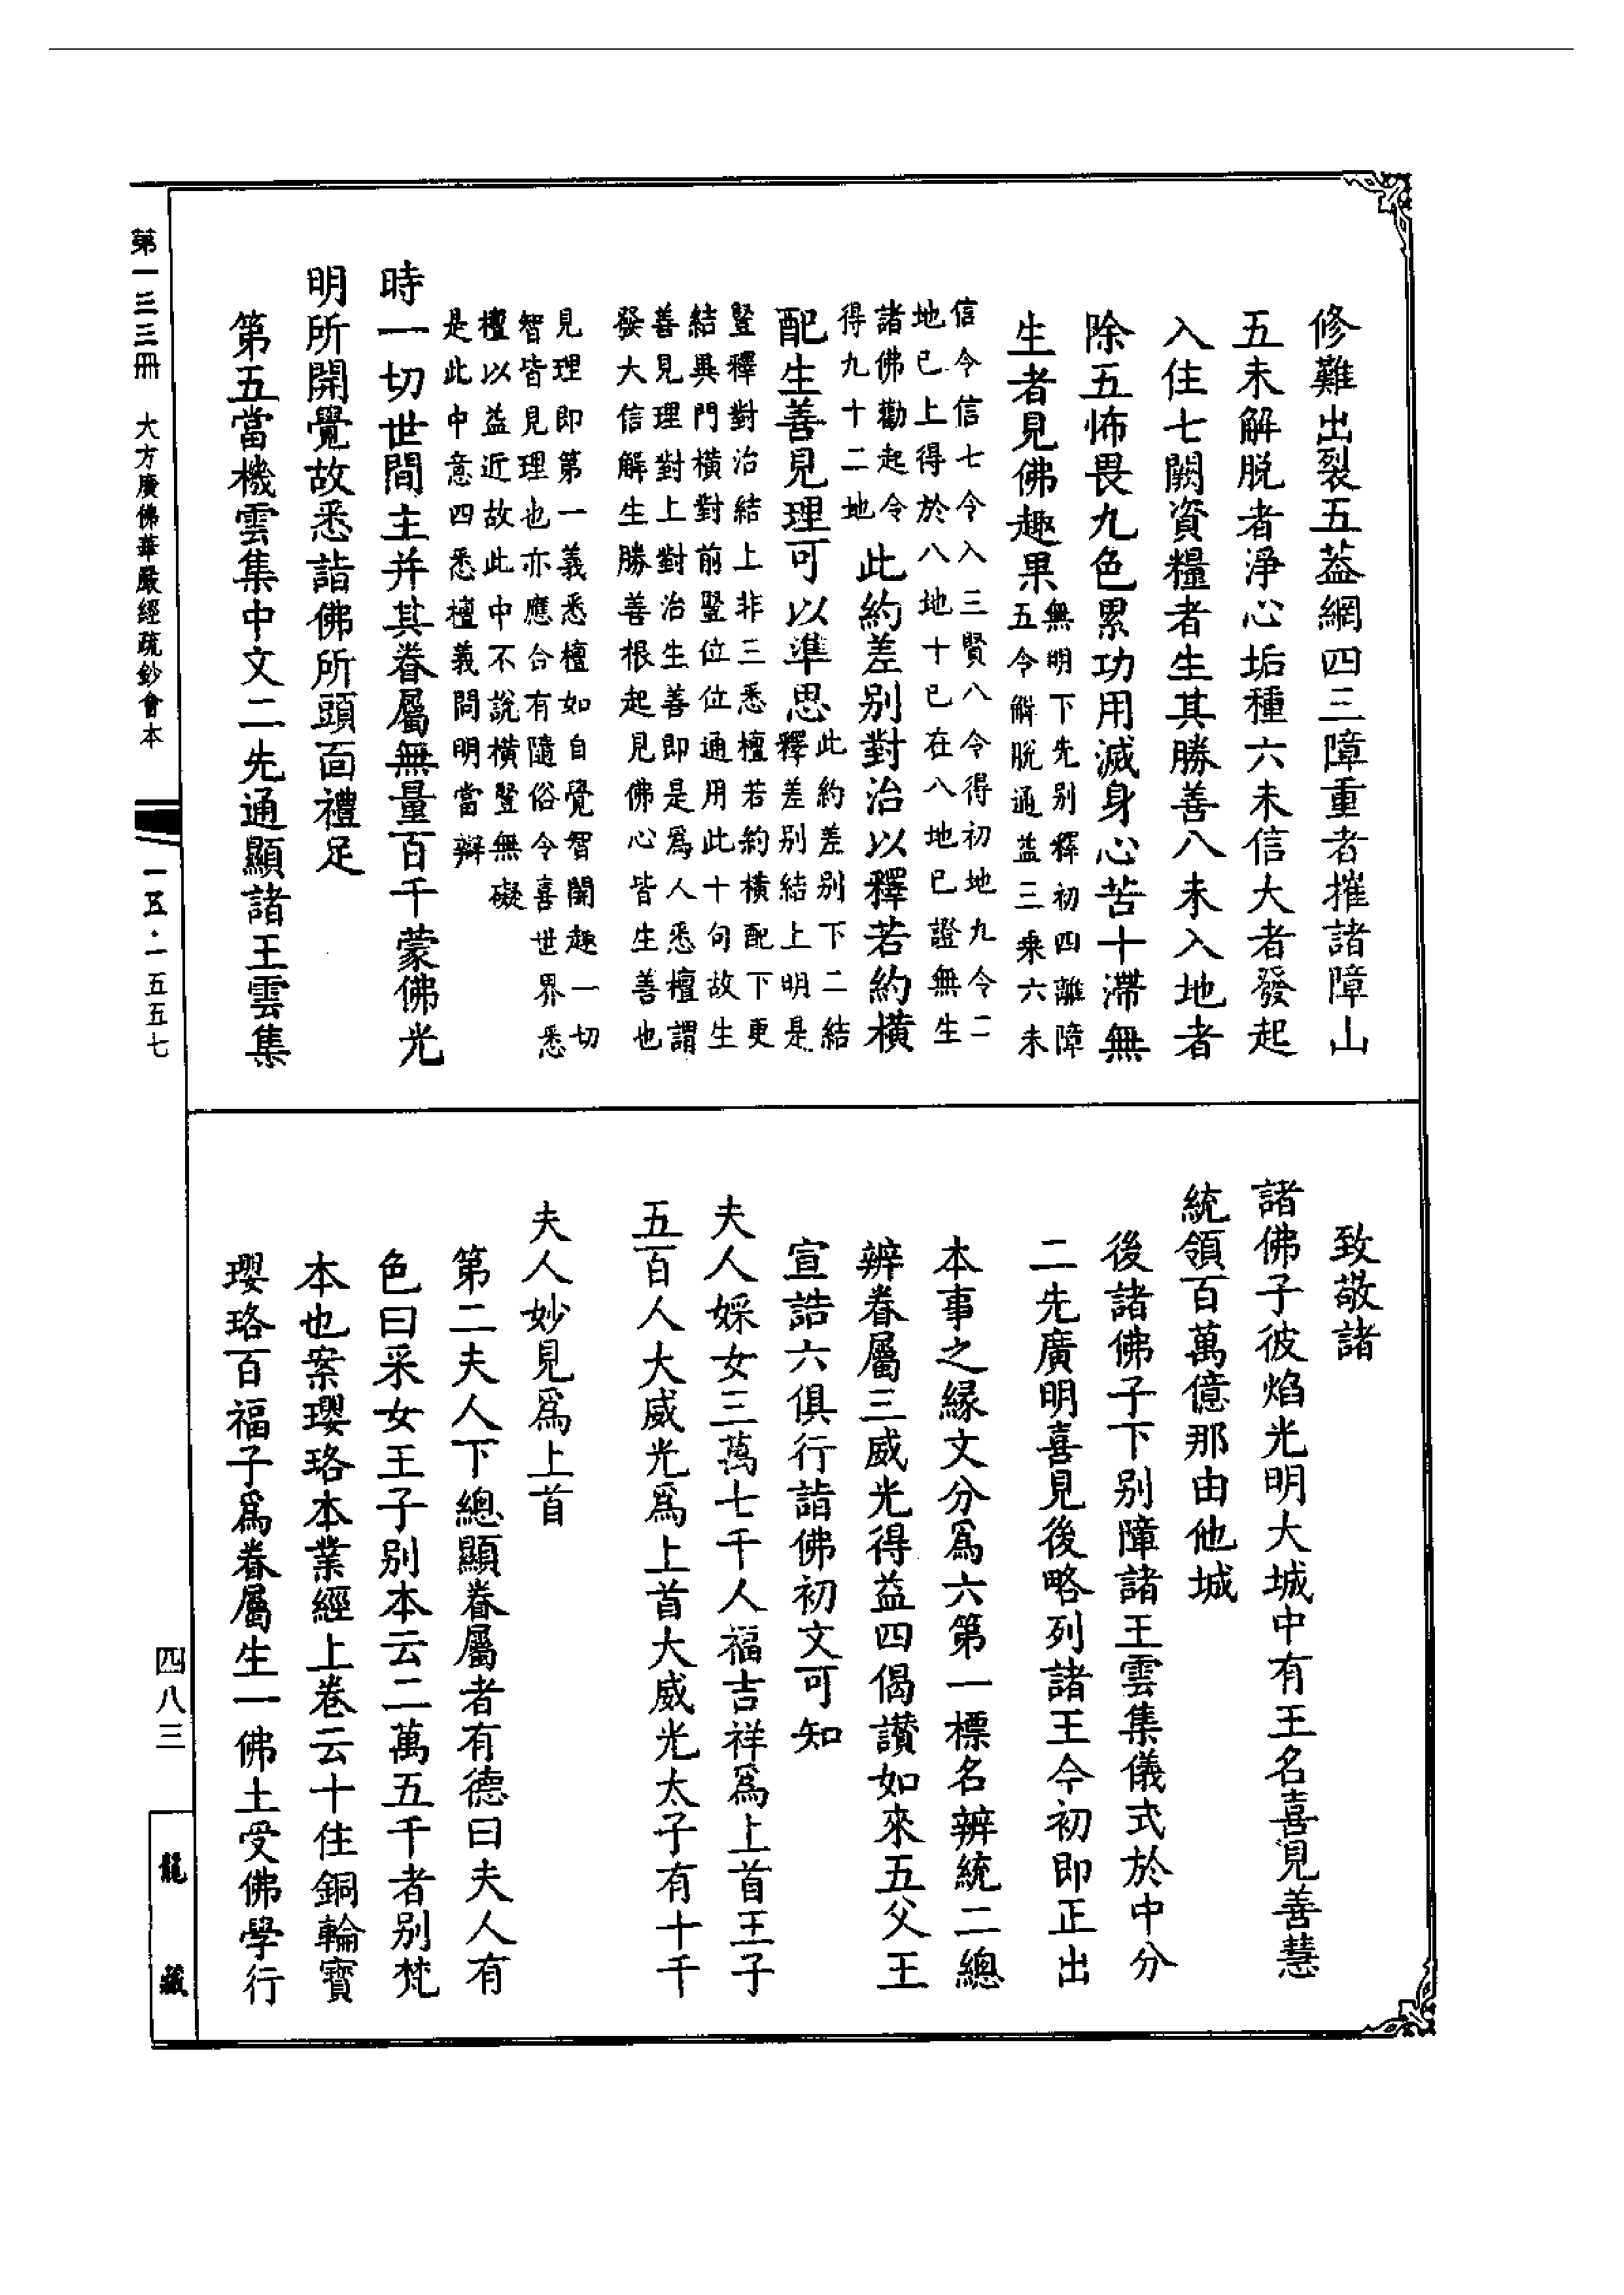 修難出裂五蓋網四三障重者摧諸障山
五未解脫者淨心垢種六未信大者發起
入住七闕資糧者生其勝善八未入地者
除五怖畏九色累功用滅身心苦十滯無
生者見佛趣果無明下先别釋初四離障
五令解脫通益三乘六未
信令信七令入三賢八令得初地九令二
地已上得於八地十已在八地已證無生
諸佛勸起令
得九十二地
此約差别對治以釋若約橫
配生善見理可以準思此約差别下二結
釋差别結上明是
豎釋對治結上非三悉檀若約橫配下更
結異門橫對前豎位位通用此十句故生
善見理對上對治生善即是爲人悉檀謂
發大信解生勝善根起見佛心皆生善也
見理即第一義悉檀如自覺智開趣一切
智皆見理也亦應合有隨俗令喜世界悉
檀以益近故此中不說橫豎無礙
是此中意四悉檀義問明當辯
時一切世間主并其眷屬無量百千蒙佛光
明所開覺故悉詣佛所頭面禮足
第五當機雲集中文二先通顯諸王雲集
致敬諸
諸佛子彼焰光明大城中有王名喜見善慧
統領百萬億那由他城
後諸佛子下别障諸王雲集儀式於中分
二先廣明喜見後略列諸王今初即正出
本事之緣文分爲六第一標名辨統二總
辨眷屬三威光得益四偈讚如來五父王
宣誥六俱行詣佛初文可知
夫人婇女三萬七千人福吉祥爲上首王子
五百人大威光爲上首大威光太子有十千
夫人妙見爲上首
第二夫人下總顯眷屬者有德曰夫人有
色曰采女王子别本云二萬五千者别梵
本也案瓔珞本業經上卷云十住銅輪寶
瓔珞百福子爲眷屬生一佛土受佛學行
第一三三冊　大方廣佛華嚴經疏鈔會本
一五·一五五七
四八三
龍藏